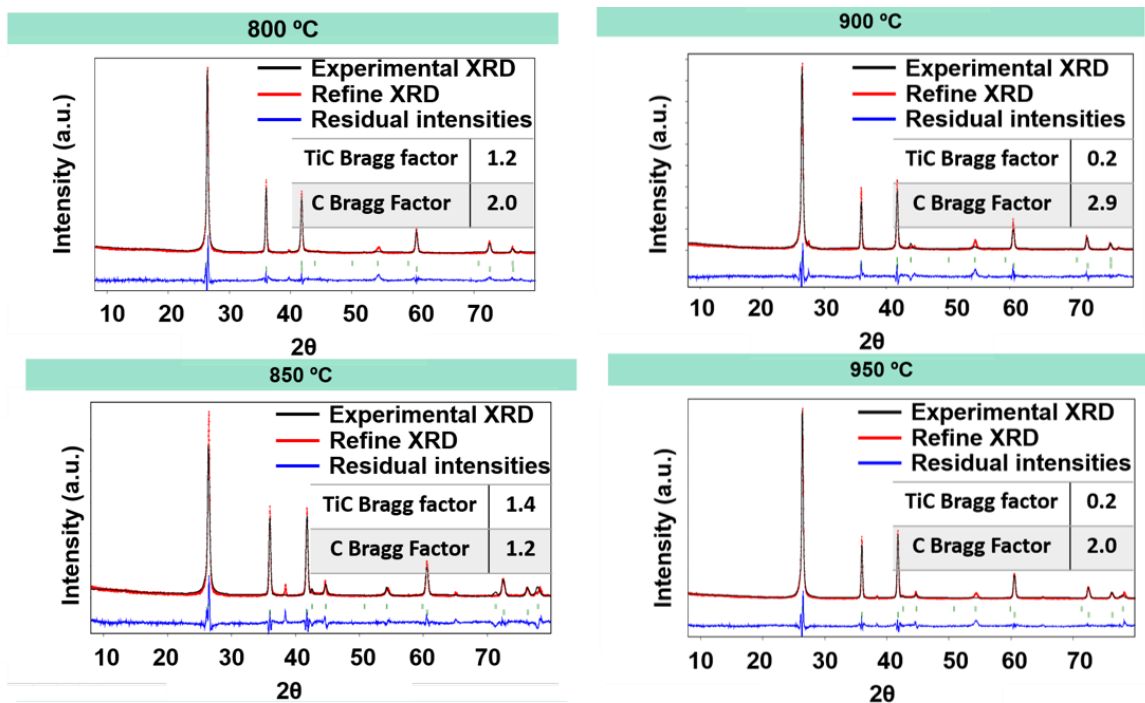 800 ºC
Experimental XRD
Refine XRD
Residual intensities
TiC Bragg factor 1.2
C Bragg Factor 2.0
Intensity (a.u.)
10 20 30 40 50 60 70
2θ
900 ºC
Experimental XRD
Refine XRD
Residual intensities
TiC Bragg factor 0.2
C Bragg Factor 2.9
Intensity (a.u.)
10 20 30 40 50 60 70
2θ
850 ºC
Experimental XRD
Refine XRD
Residual intensities
TiC Bragg factor 1.4
C Bragg Factor 1.2
Intensity (a.u.)
10 20 30 40 50 60 70
2θ
950 ºC
Experimental XRD
Refine XRD
Residual intensities
TiC Bragg factor 0.2
C Bragg Factor 2.0
Intensity (a.u.)
10 20 30 40 50 60 70
2θ